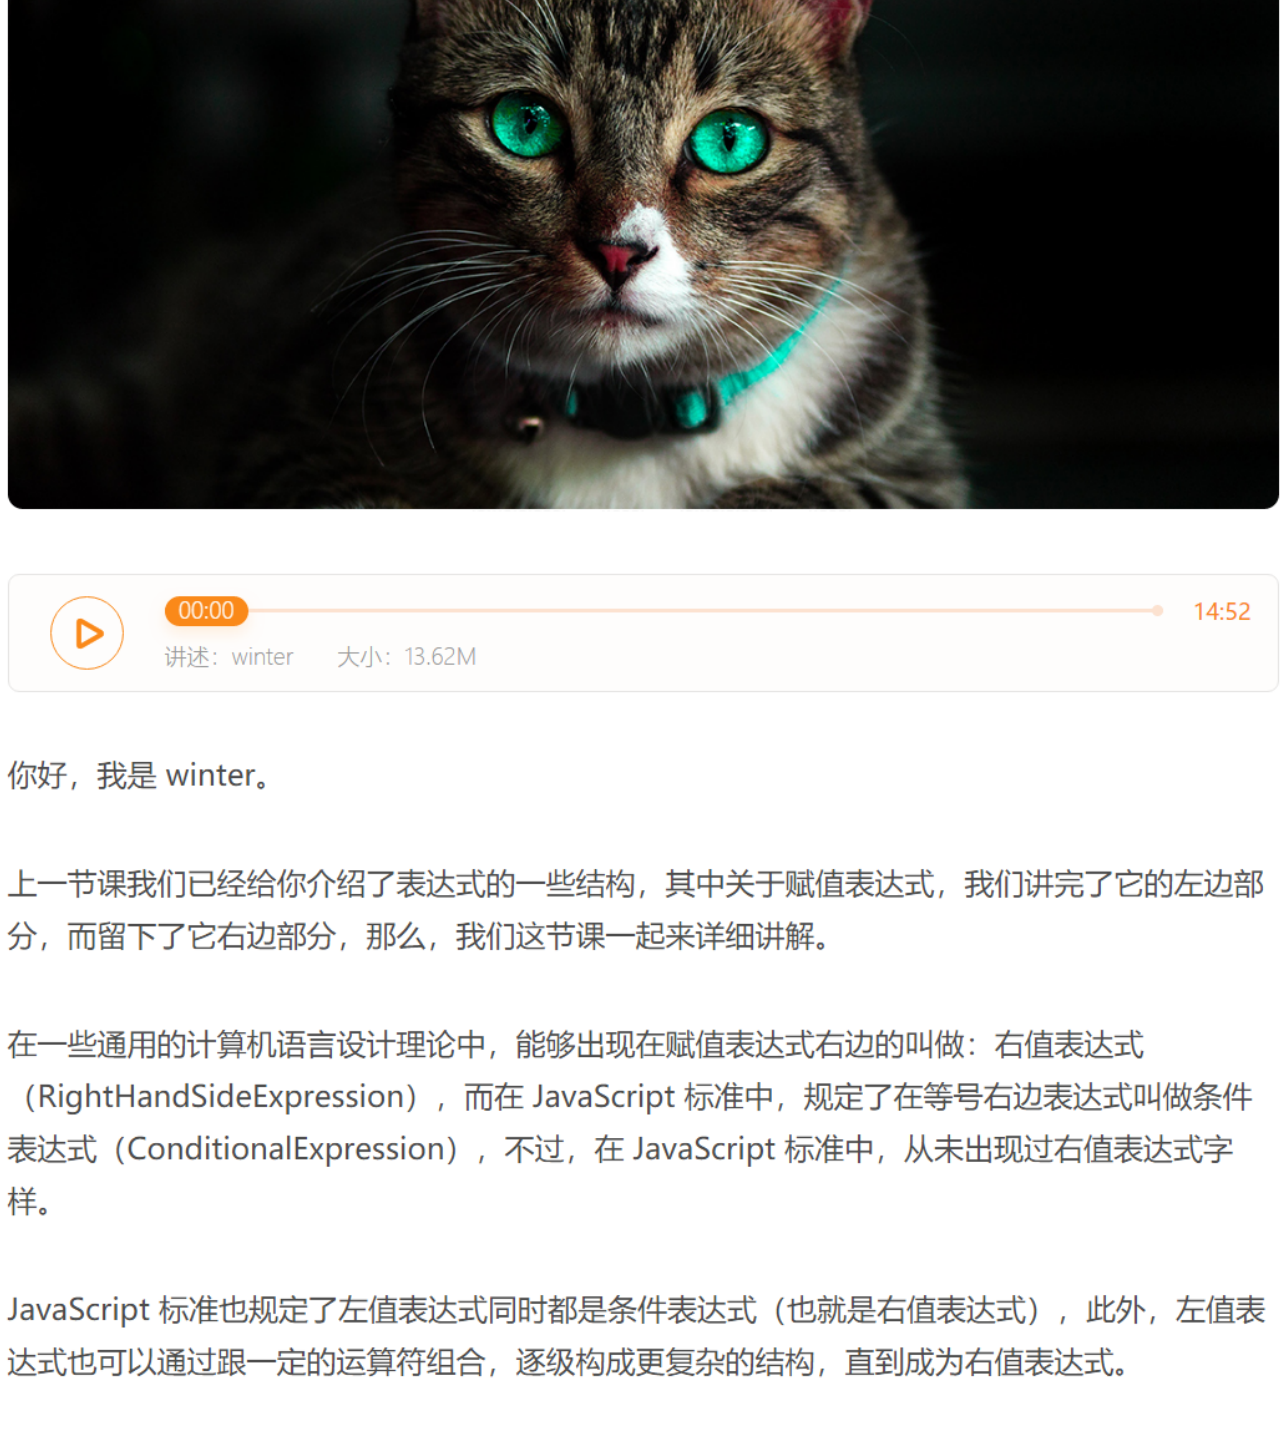 00:00
14:52
讲述：winter 大小：13.62M
你好，我是 winter。
上一节课我们已经给你介绍了表达式的一些结构，其中关于赋值表达式，我们讲完了它的左边部
分，而留下了它右边部分，那么，我们这节课一起来详细讲解。
在一些通用的计算机语言设计理论中，能够出现在赋值表达式右边的叫做：右值表达式
（RightHandSideExpression），而在 JavaScript 标准中，规定了在等号右边表达式叫做条件
表达式（ConditionalExpression），不过，在 JavaScript 标准中，从未出现过右值表达式字
样。
JavaScript 标准也规定了左值表达式同时都是条件表达式（也就是右值表达式），此外，左值表
达式也可以通过跟一定的运算符组合，逐级构成更复杂的结构，直到成为右值表达式。